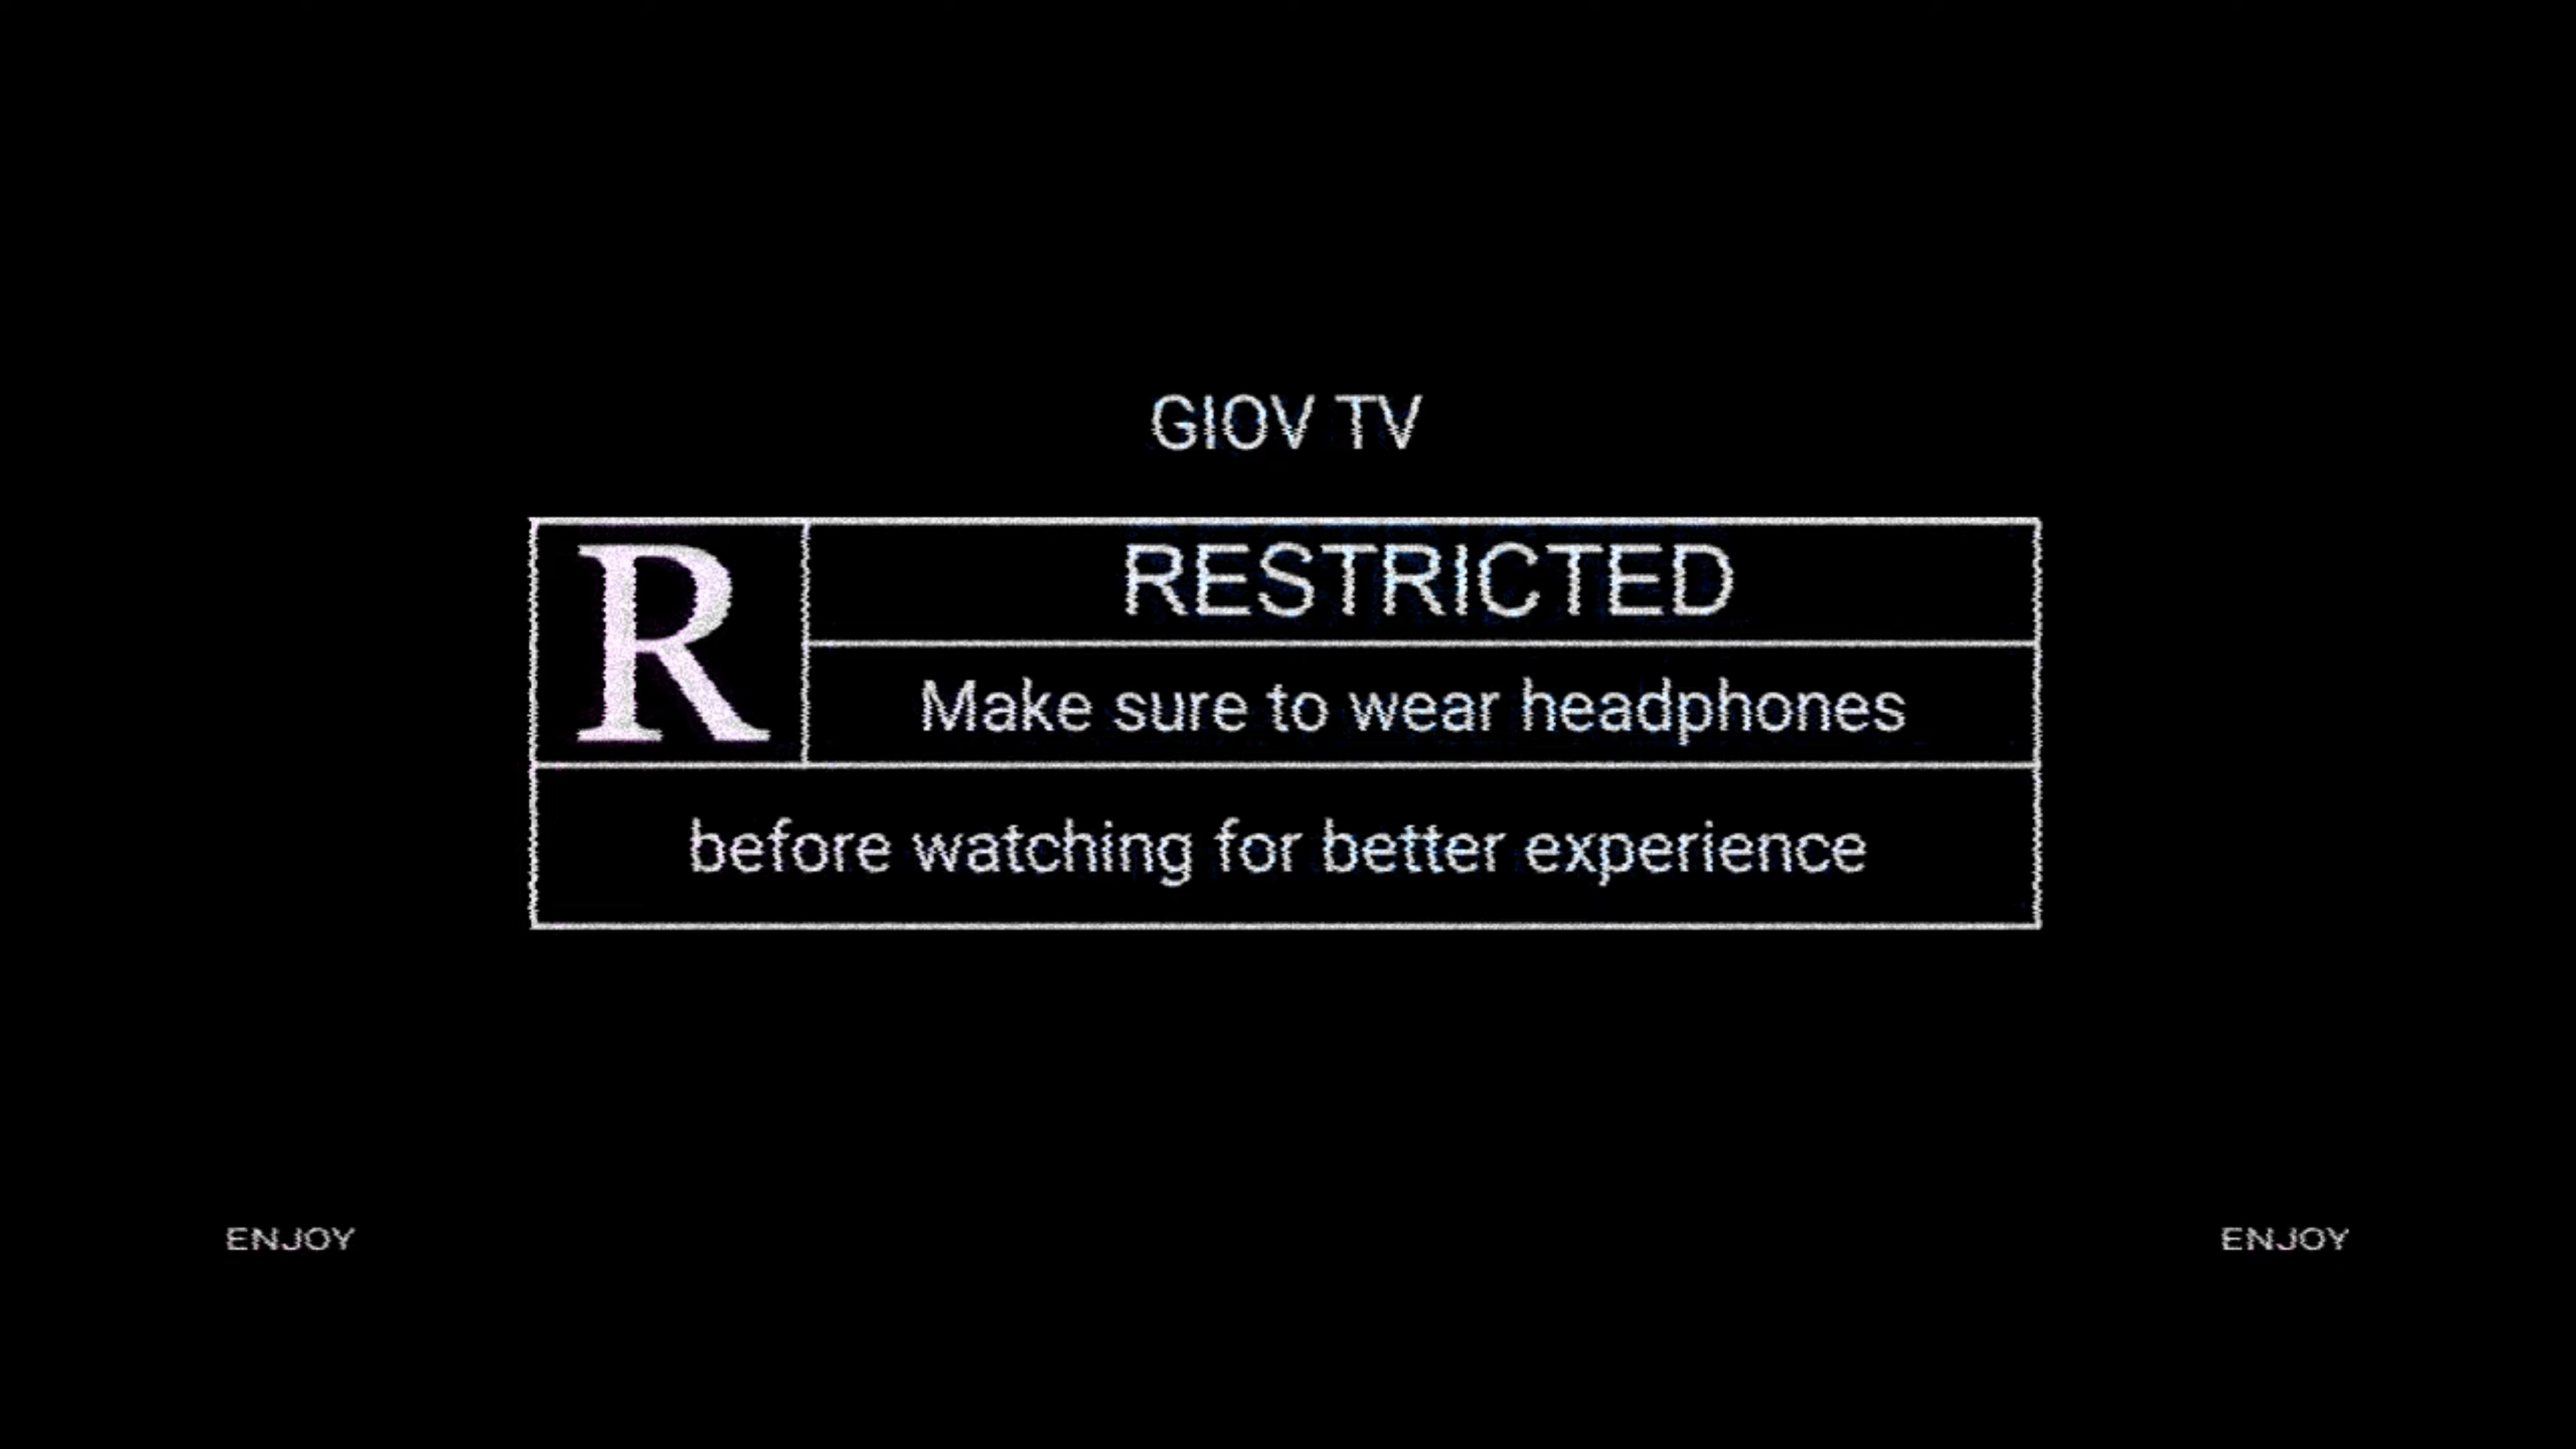 GIOV TV
R
RESTRICTED
Make sure to wear headphones
before watching for better experience
ENJOY
ENJOY